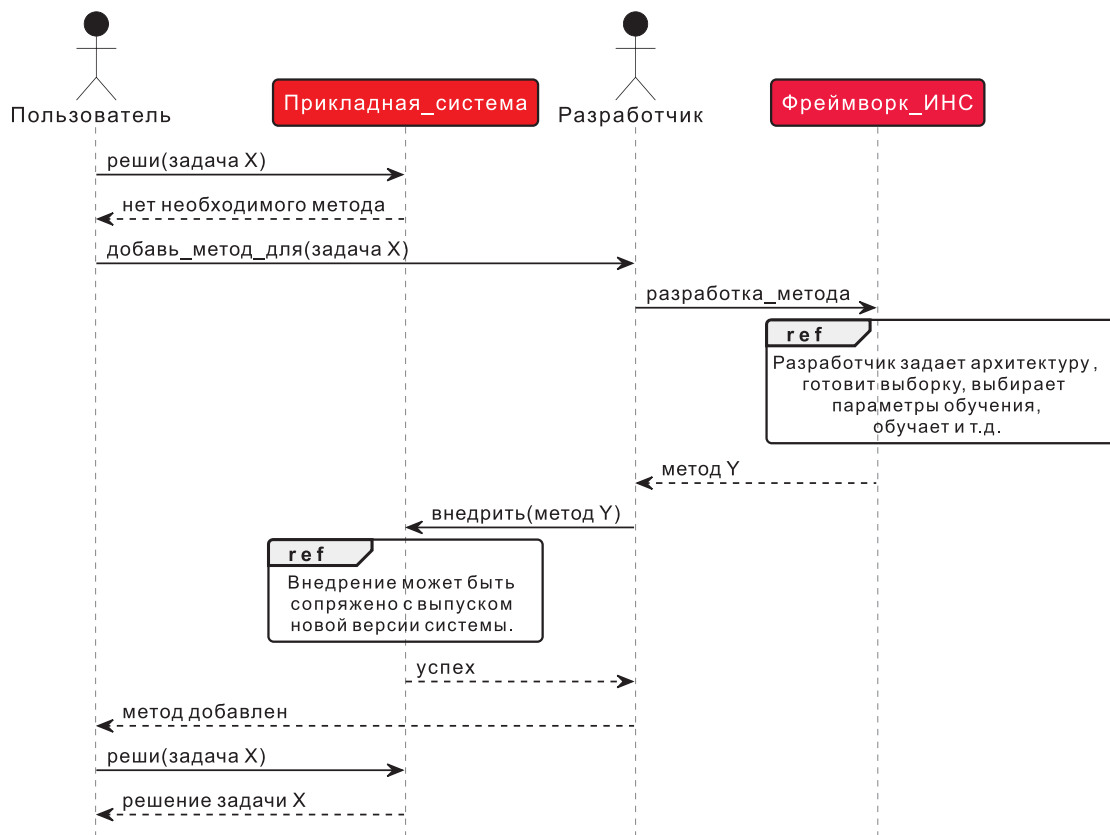 Пользователь
Прикладная_система
Разработчик
Фреймворк_ИНС
реши(задача X)
нет необходимого метода
добавь_метод_для(задача X)
разработка_метода
ref
Разработчик задает архитектуру,
готовит выборку, выбирает
параметры обучения,
обучает и т.д.
метод Y
внедрить(метод Y)
ref
Внедрение может быть
сопряжено с выпуском
новой версии системы.
успех
метод добавлен
реши(задача X)
решение задачи X